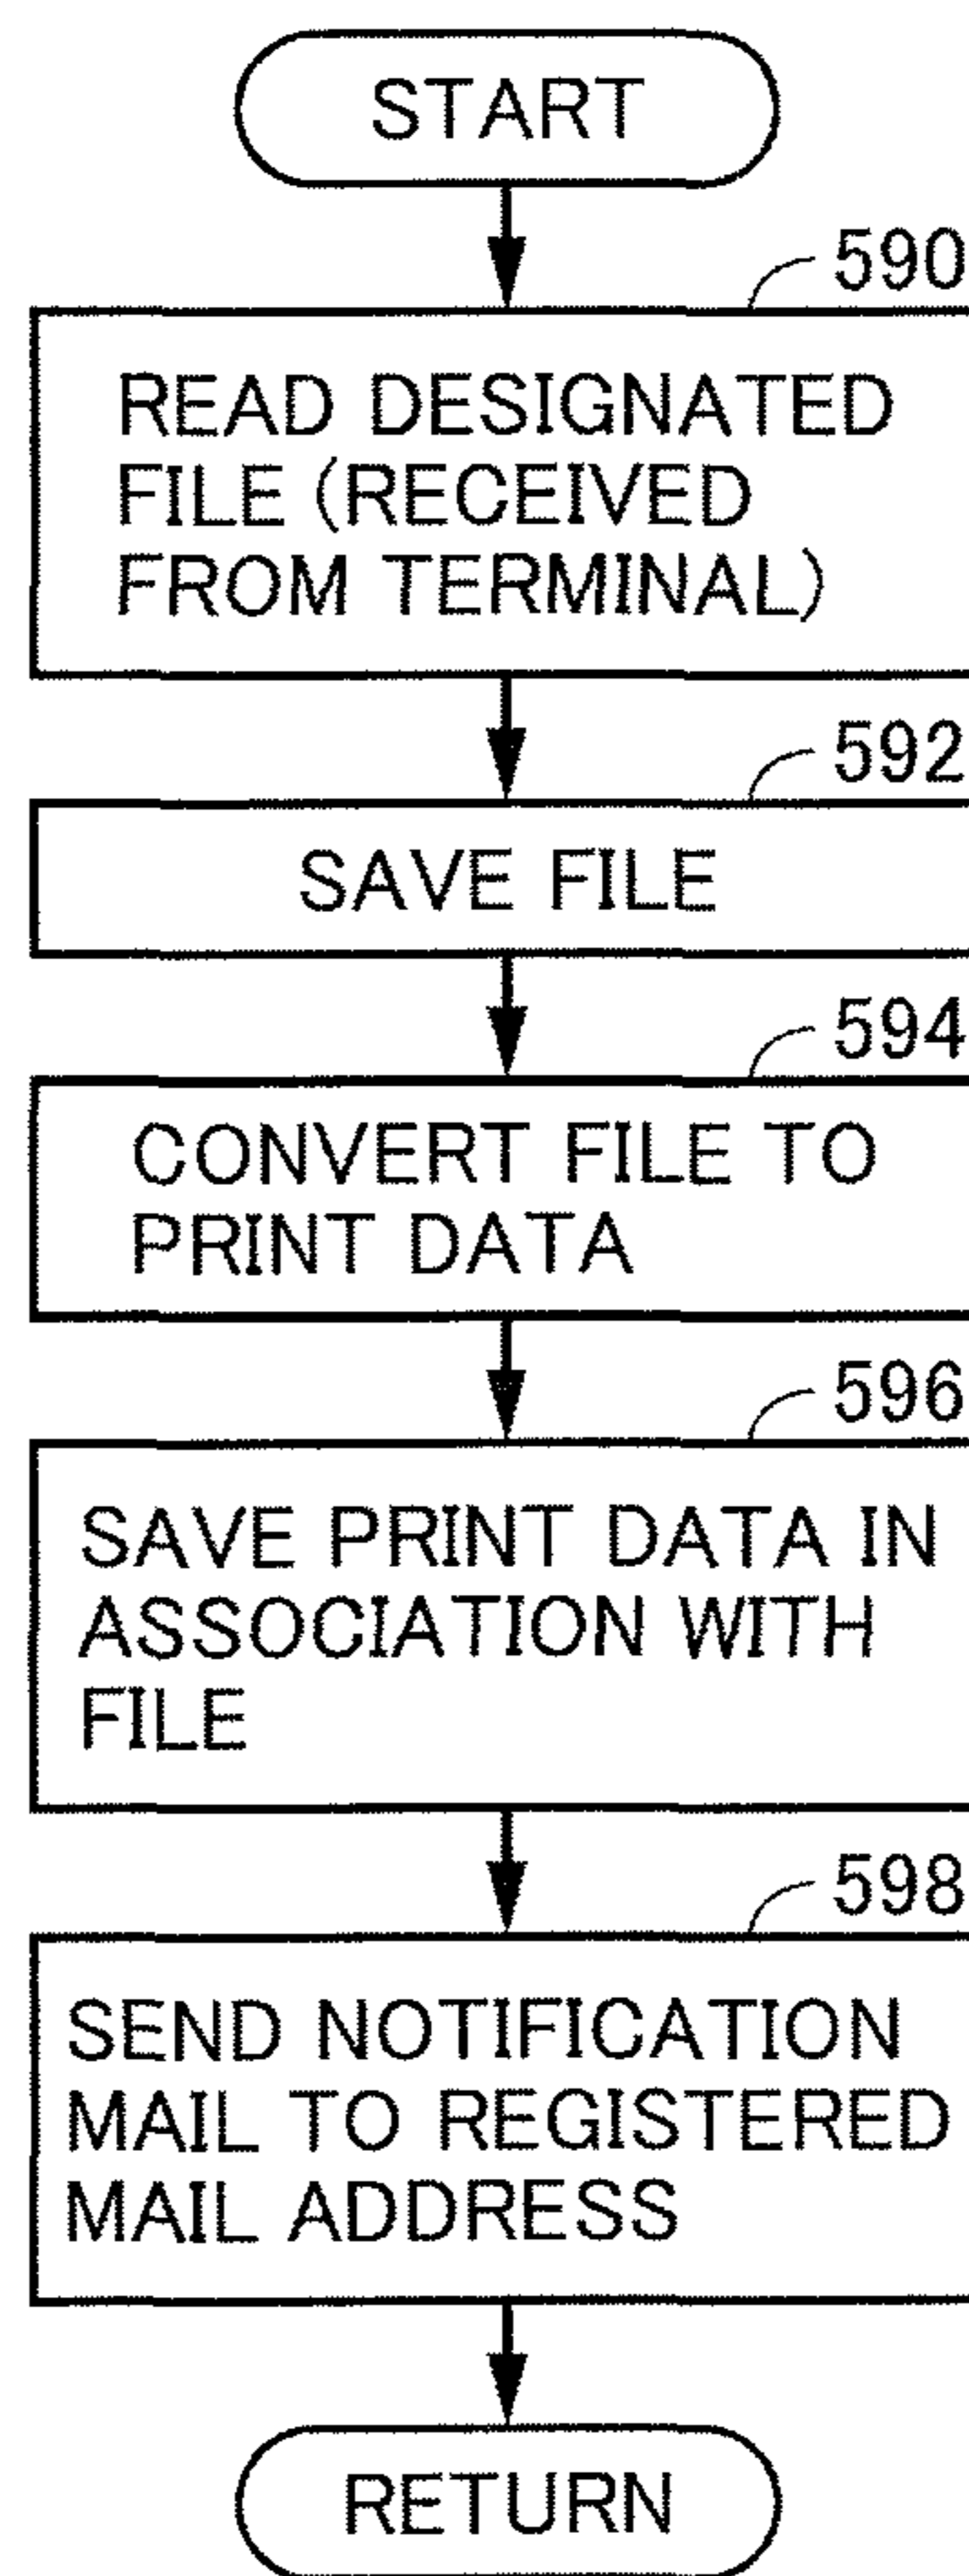 START
590
READ DESIGNATED
FILE (RECEIVED
FROM TERMINAL)
592
SAVE FILE
594
CONVERT FILE TO
PRINT DATA
596
SAVE PRINT DATA IN
ASSOCIATION WITH
FILE
598
SEND NOTIFICATION
MAIL TO REGISTERED
MAIL ADDRESS
RETURN